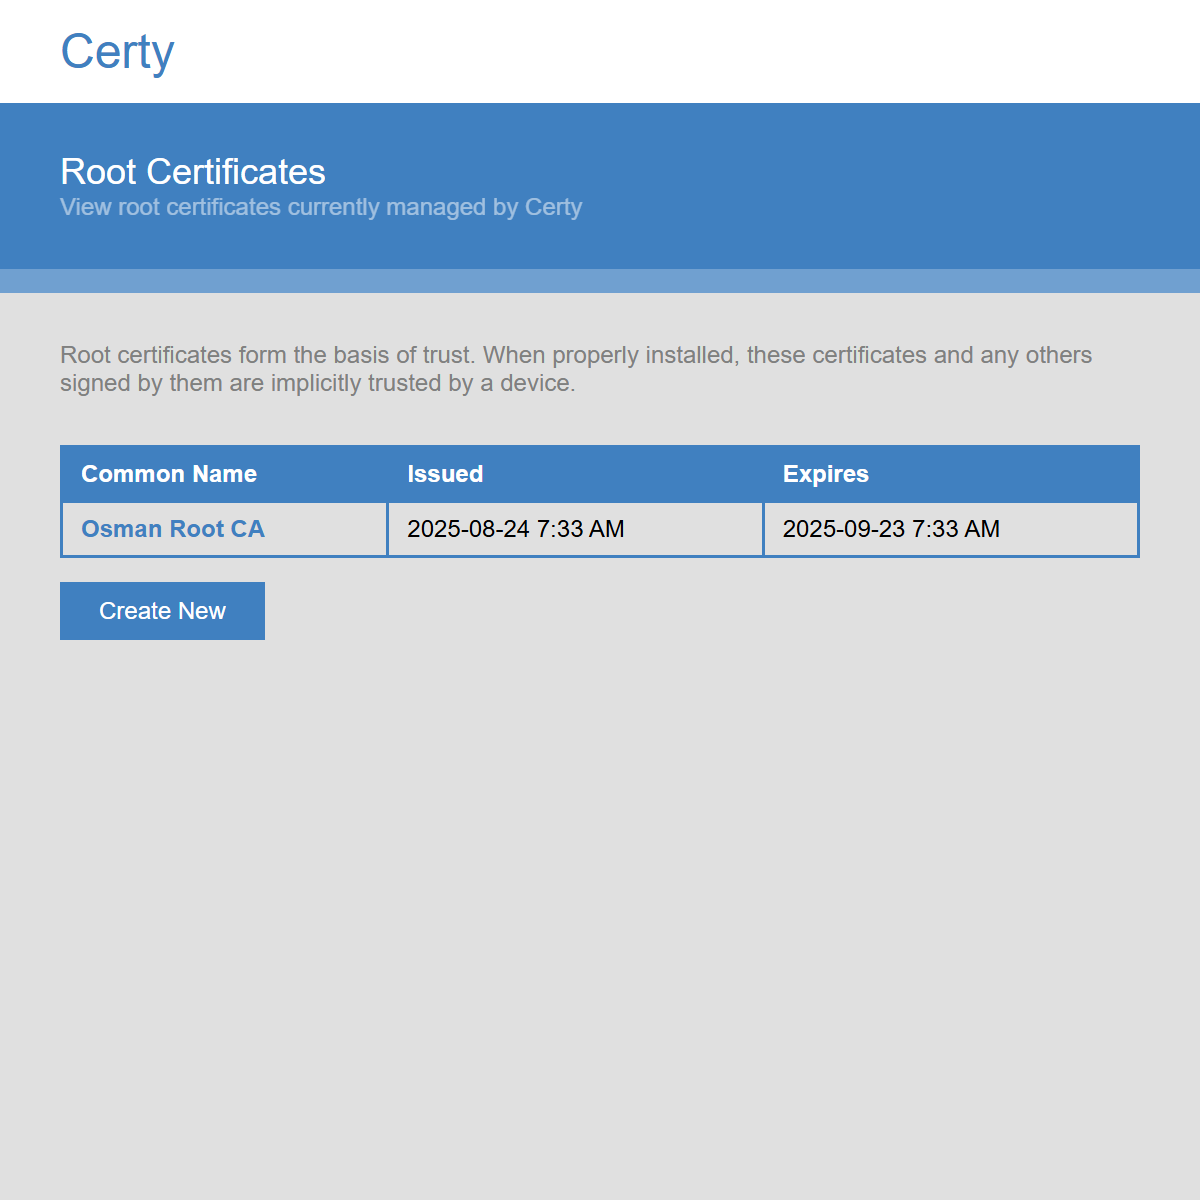 Certy
Root Certificates
View root certificates currently managed by Certy
Root certificates form the basis of trust. When properly installed, these certificates and any others
signed by them are implicitly trusted by a device.
Common Name Issued Expires
Osman Root CA 2025-08-24 7:33 AM 2025-09-23 7:33 AM
Create New